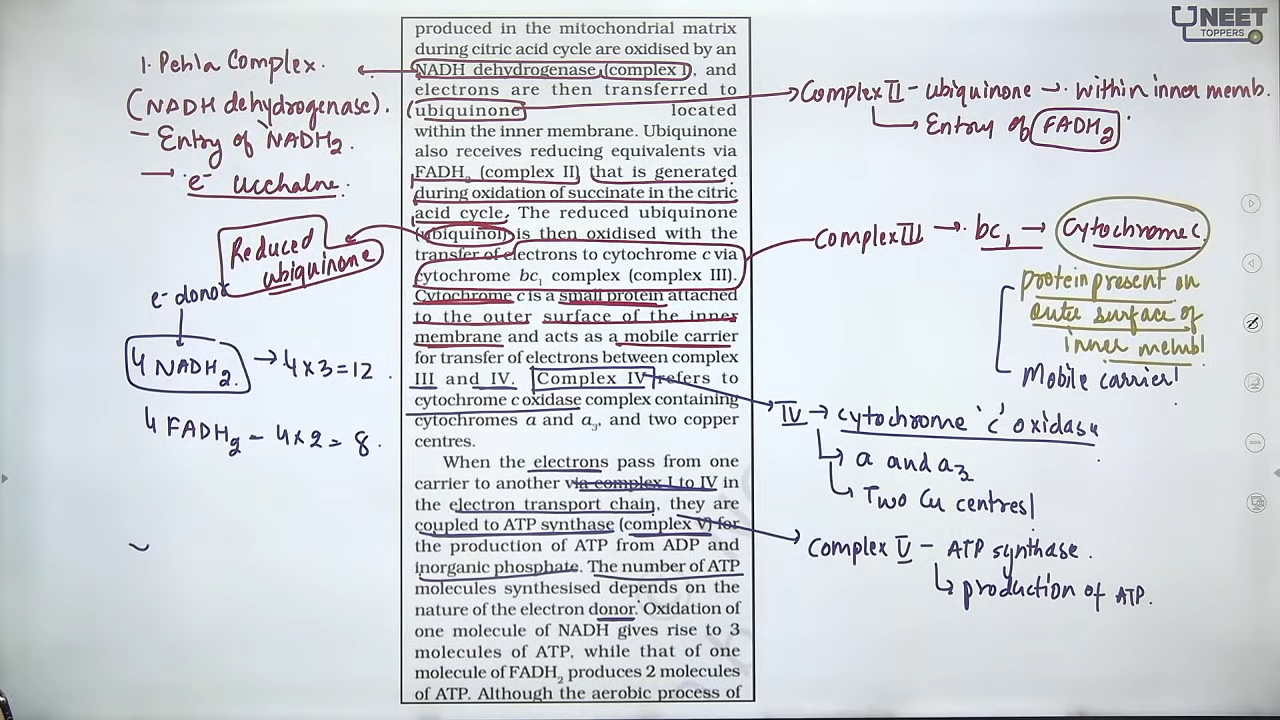 UNEET
TOPPERS
1. Pehla Complex.
(NADH dehydrogenase).
- Entry of NADH₂.
→ e⁻ ucchalne.
Reduced
ubiquinone
e⁻ donor
4 NADH₂. → 4 x 3 = 12
4 FADH₂ - 4 x 2 = 8.
produced in the mitochondrial matrix
during citric acid cycle are oxidised by an
NADH dehydrogenase (complex I), and
electrons are then transferred to
ubiquinone located
within the inner membrane. Ubiquinone
also receives reducing equivalents via
FADH₂ (complex II) that is generated
during oxidation of succinate in the citric
acid cycle. The reduced ubiquinone
(ubiquinol) is then oxidised with the
transfer of electrons to cytochrome c via
cytochrome bc₁ complex (complex III).
Cytochrome c is a small protein attached
to the outer surface of the inner
membrane and acts as a mobile carrier
for transfer of electrons between complex
III and IV. Complex IV refers to
cytochrome c oxidase complex containing
cytochromes a and a₃, and two copper
centres.
When the electrons pass from one
carrier to another via complex I to IV in
the electron transport chain, they are
coupled to ATP synthase (complex V) for
the production of ATP from ADP and
inorganic phosphate. The number of ATP
molecules synthesised depends on the
nature of the electron donor. Oxidation of
one molecule of NADH gives rise to 3
molecules of ATP, while that of one
molecule of FADH₂ produces 2 molecules
of ATP. Although the aerobic process of
Complex II - ubiquinone → within inner memb.
→ Entry of FADH₂
Complex III → bc₁ → Cytochrome c
protein present on
outer surface of
inner membr
Mobile carrier!
IV → cytochrome 'c' oxidase
→ a and a₃
→ Two Cu centres!
Complex V - ATP synthase.
→ production of ATP.